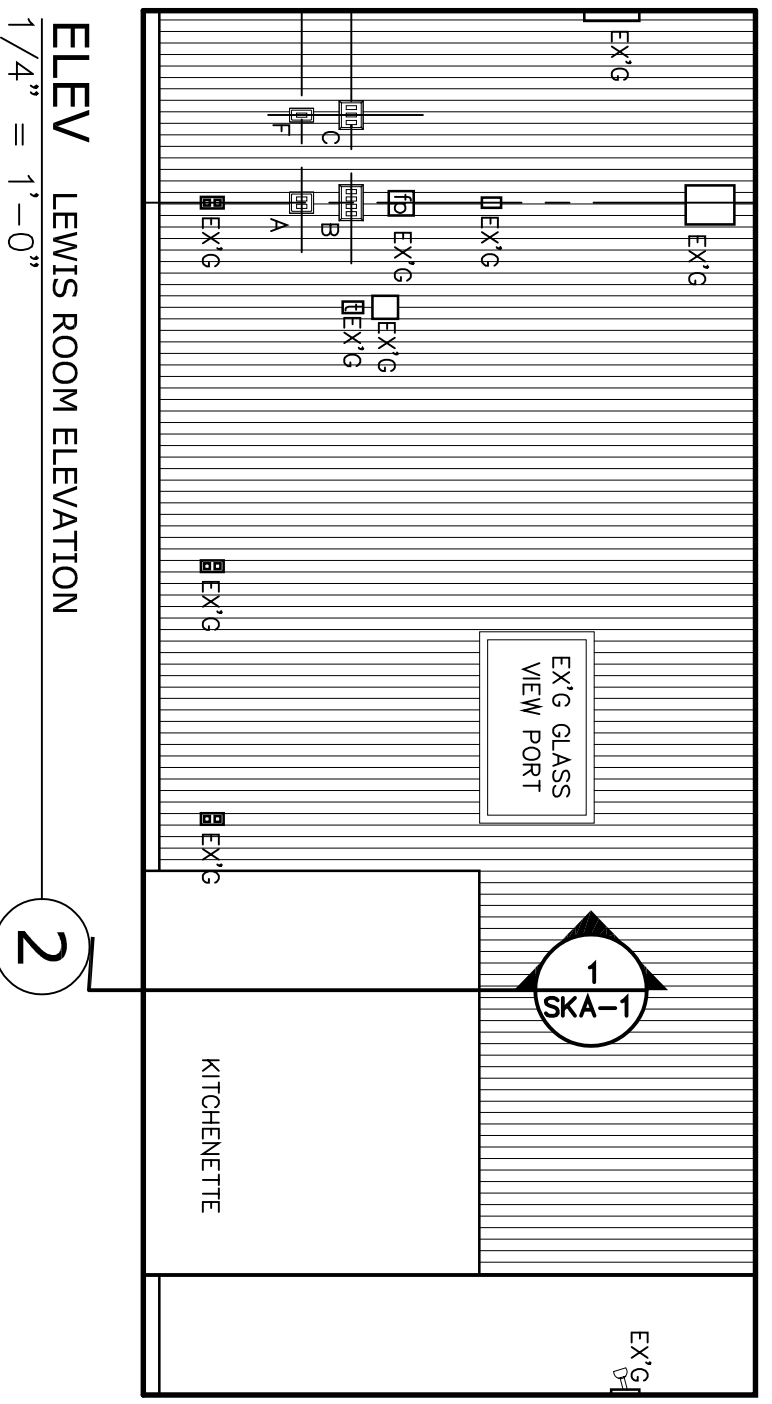 EX'G
EX'G
EX'G
fp
EX'G
C
B
F
A
EX'G
EX'G
t
EX'G
EX'G GLASS
VIEW PORT
EX'G
EX'G
1
SKA-1
KITCHENETTE
EX'G
ELEV LEWIS ROOM ELEVATION
1/4" = 1'-0"
2